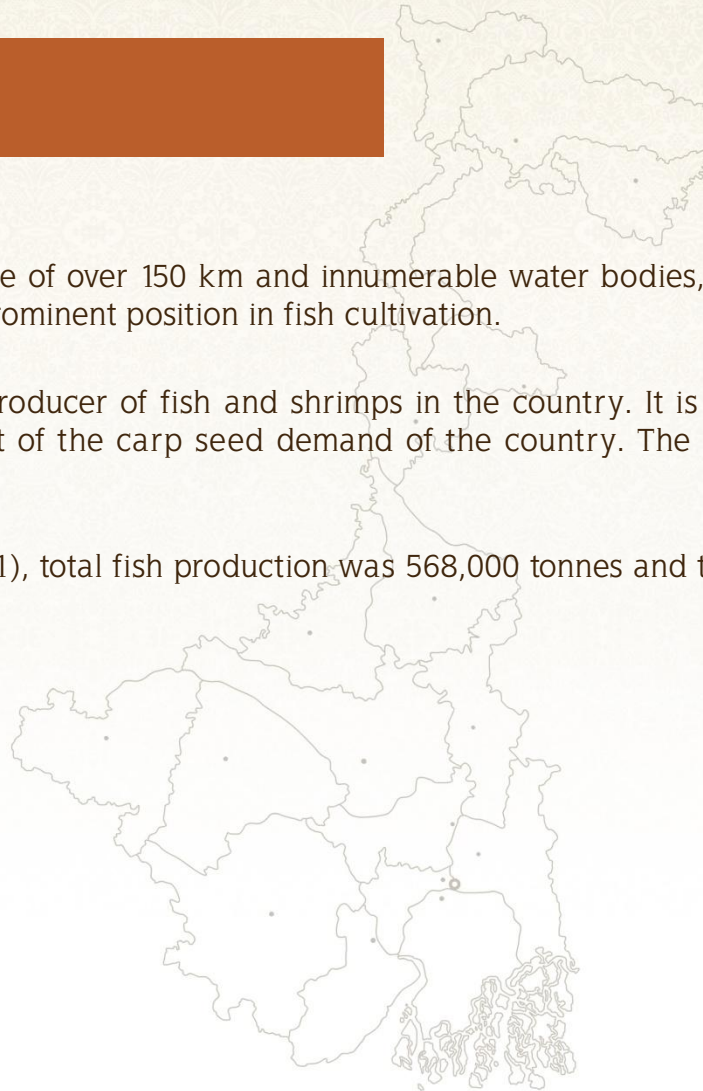 e of over 150 km and innumerable water bodies,
rominent position in fish cultivation.
roducer of fish and shrimps in the country. It is
t of the carp seed demand of the country. The
1), total fish production was 568,000 tonnes and t